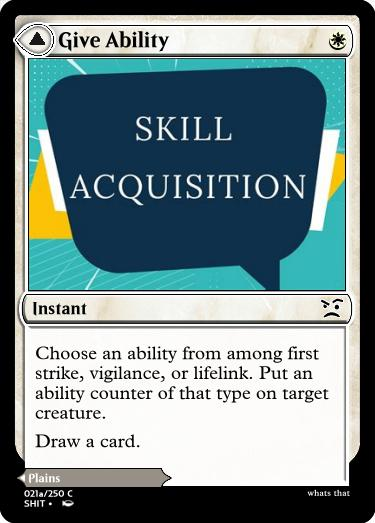 Give Ability
SKILL
ACQUISITION
Instant
Choose an ability from among first
strike, vigilance, or lifelink. Put an
ability counter of that type on target
creature.
Draw a card.
Plains
021a/250 C
SHIT •
whats that